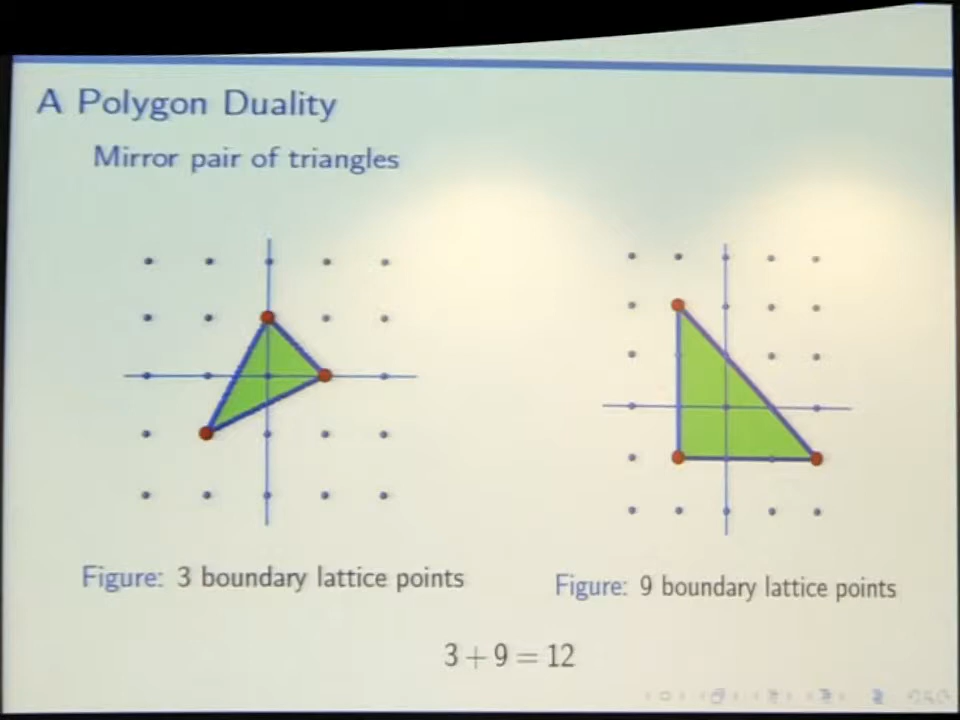 A Polygon Duality
Mirror pair of triangles
Figure: 3 boundary lattice points
Figure: 9 boundary lattice points
3 + 9 = 12